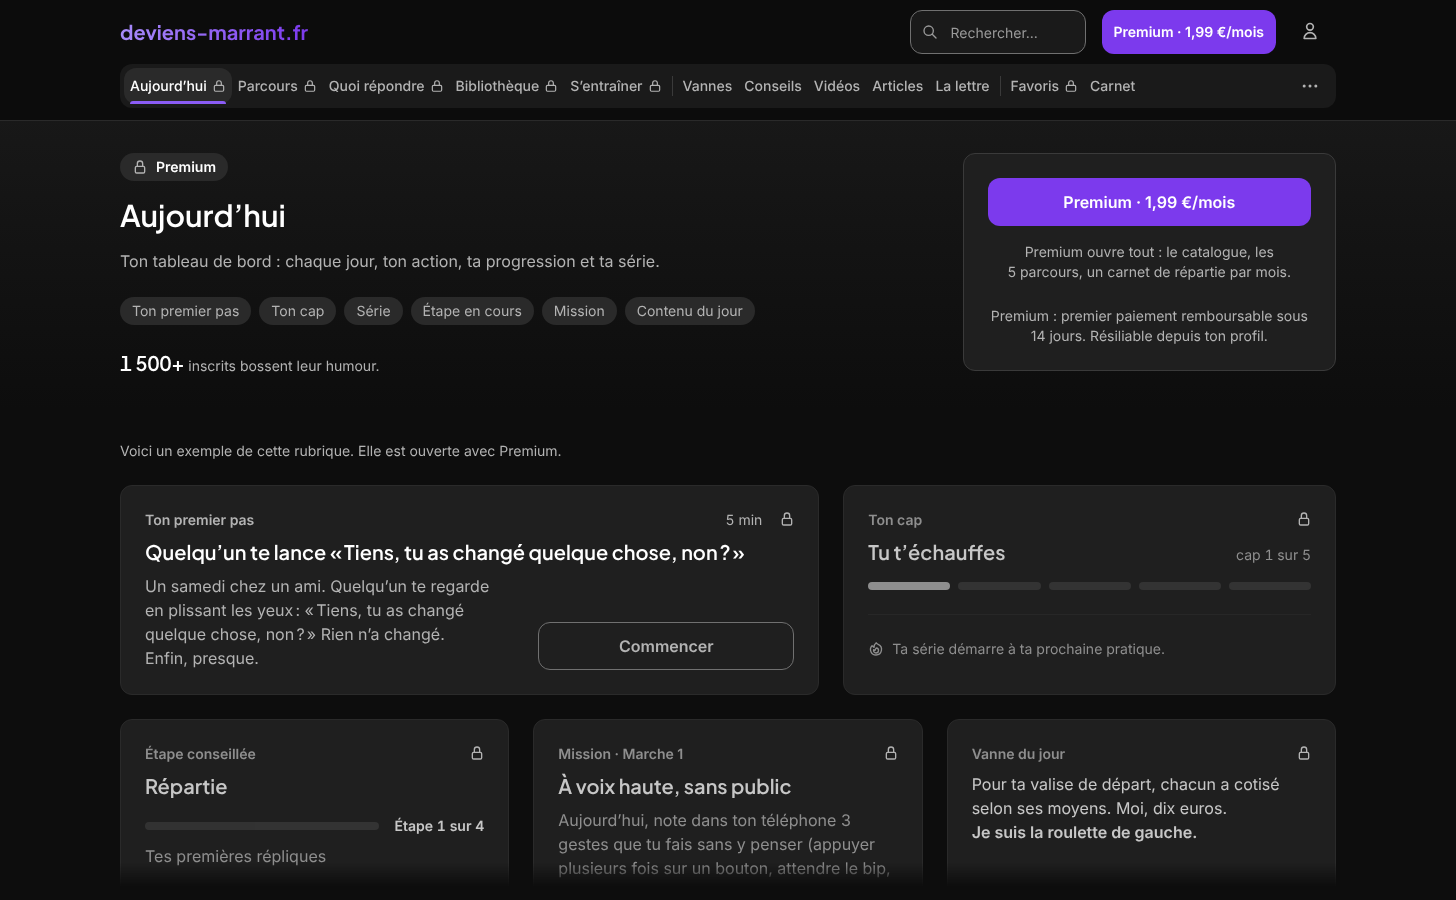 deviens-marrant.fr
Rechercher...
Premium · 1,99 €/mois
Aujourd’hui
Parcours
Quoi répondre
Bibliothèque
S’entraîner
Vannes
Conseils
Vidéos
Articles
La lettre
Favoris
Carnet
Premium
Aujourd’hui
Ton tableau de bord : chaque jour, ton action, ta progression et ta série.
Ton premier pas
Ton cap
Série
Étape en cours
Mission
Contenu du jour
1 500+ inscrits bossent leur humour.
Premium · 1,99 €/mois
Premium ouvre tout : le catalogue, les
5 parcours, un carnet de répartie par mois.
Premium : premier paiement remboursable sous
14 jours. Résiliable depuis ton profil.
Voici un exemple de cette rubrique. Elle est ouverte avec Premium.
Ton premier pas
5 min
Quelqu’un te lance « Tiens, tu as changé quelque chose, non ? »
Un samedi chez un ami. Quelqu’un te regarde
en plissant les yeux : « Tiens, tu as changé
quelque chose, non ? » Rien n’a changé.
Enfin, presque.
Commencer
Ton cap
Tu t’échauffes
cap 1 sur 5
Ta série démarre à ta prochaine pratique.
Étape conseillée
Répartie
Étape 1 sur 4
Tes premières répliques
Mission · Marche 1
À voix haute, sans public
Aujourd’hui, note dans ton téléphone 3
gestes que tu fais sans y penser (appuyer
plusieurs fois sur un bouton, attendre le bip,
Vanne du jour
Pour ta valise de départ, chacun a cotisé
selon ses moyens. Moi, dix euros.
Je suis la roulette de gauche.